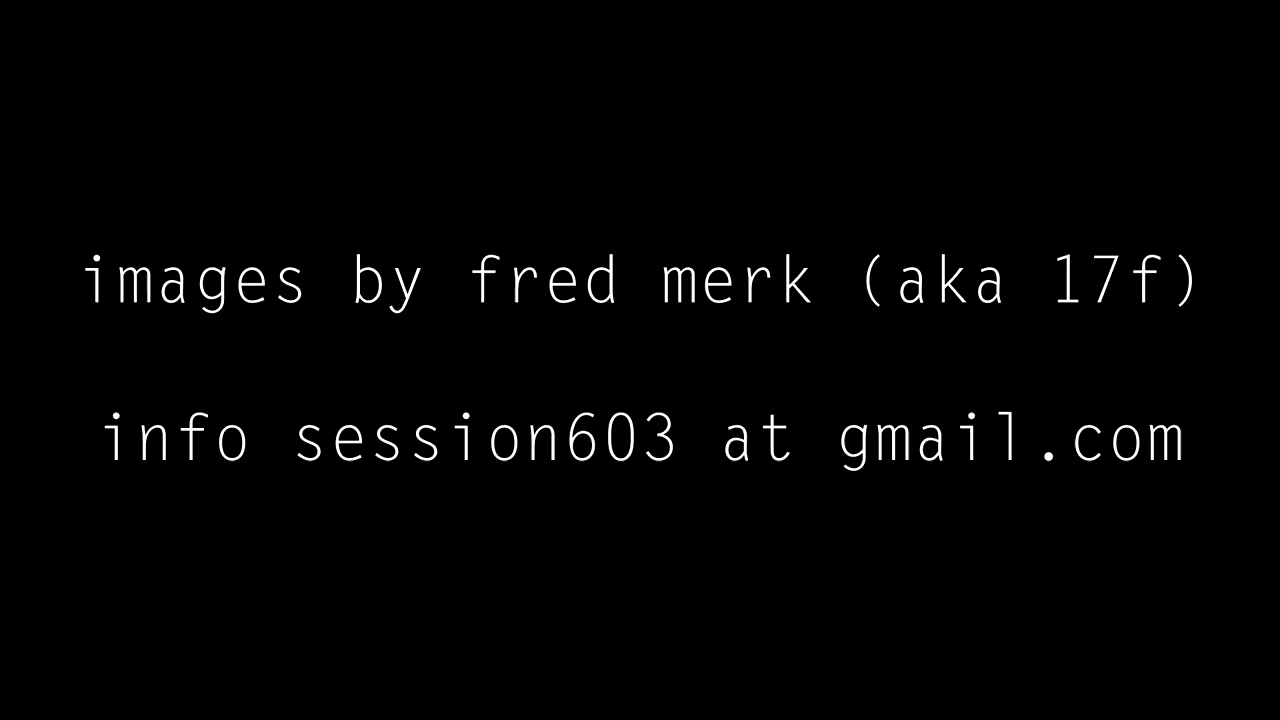 images by fred merk (aka 17f)
info session603 at gmail.com